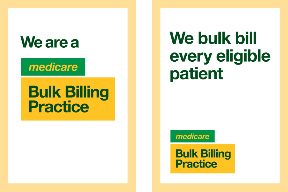 We are a
medicare
Bulk Billing
Practice
We bulk bill
every eligible
patient
medicare
Bulk Billing
Practice